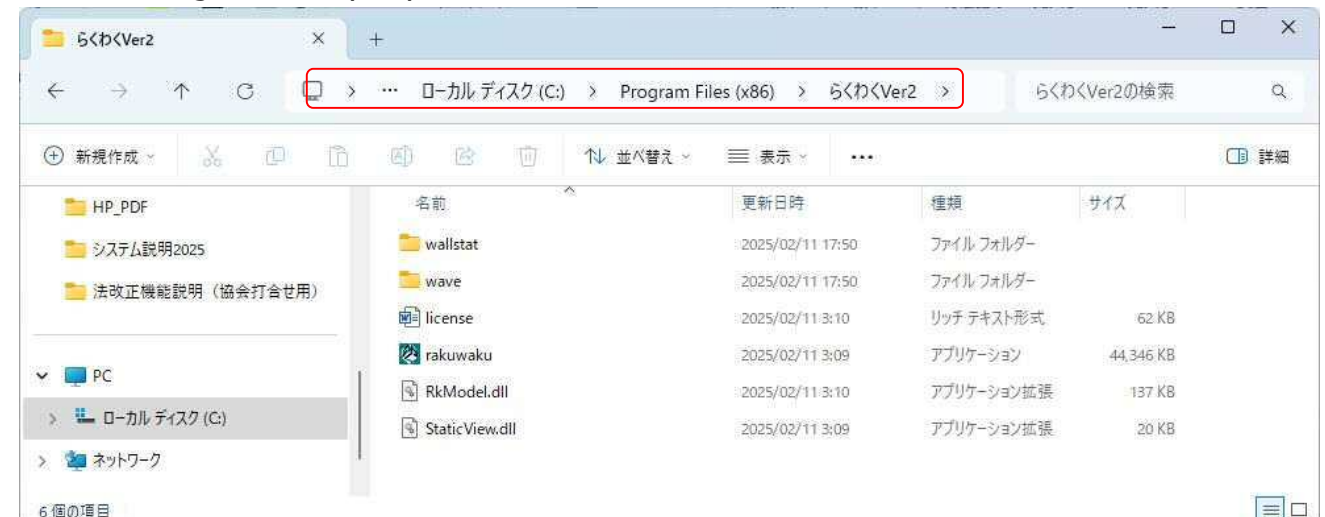 らくわくVer2
ローカル ディスク (C:) > Program Files (x86) > らくわくVer2 >
らくわくVer2の検索
新規作成
並べ替え
表示
詳細
HP_PDF
システム説明2025
法改正機能説明（協会打合せ用）
PC
ローカル ディスク (C:)
ネットワーク
名前 更新日時 種類 サイズ
wallstat 2025/02/11 17:50 ファイル フォルダー
wave 2025/02/11 17:50 ファイル フォルダー
license 2025/02/11 3:10 リッチ テキスト形式 62 KB
rakuwaku 2025/02/11 3:09 アプリケーション 44,346 KB
RkModel.dll 2025/02/11 3:10 アプリケーション拡張 137 KB
StaticView.dll 2025/02/11 3:09 アプリケーション拡張 20 KB
6 個の項目